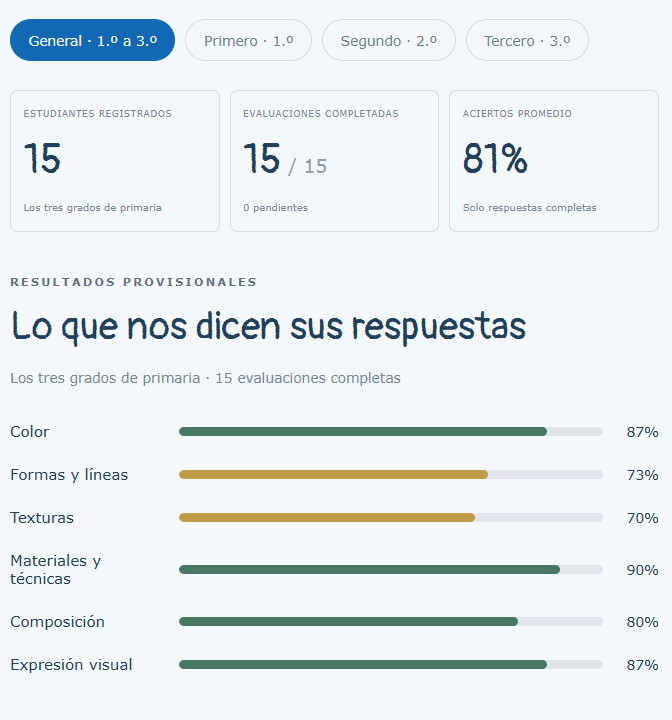 General · 1.º a 3.º
Primero · 1.º
Segundo · 2.º
Tercero · 3.º
ESTUDIANTES REGISTRADOS
15
Los tres grados de primaria
EVALUACIONES COMPLETADAS
15 / 15
0 pendientes
ACIERTOS PROMEDIO
81%
Solo respuestas completas
RESULTADOS PROVISIONALES
Lo que nos dicen sus respuestas
Los tres grados de primaria · 15 evaluaciones completas
Color 87%
Formas y líneas 73%
Texturas 70%
Materiales y
técnicas 90%
Composición 80%
Expresión visual 87%